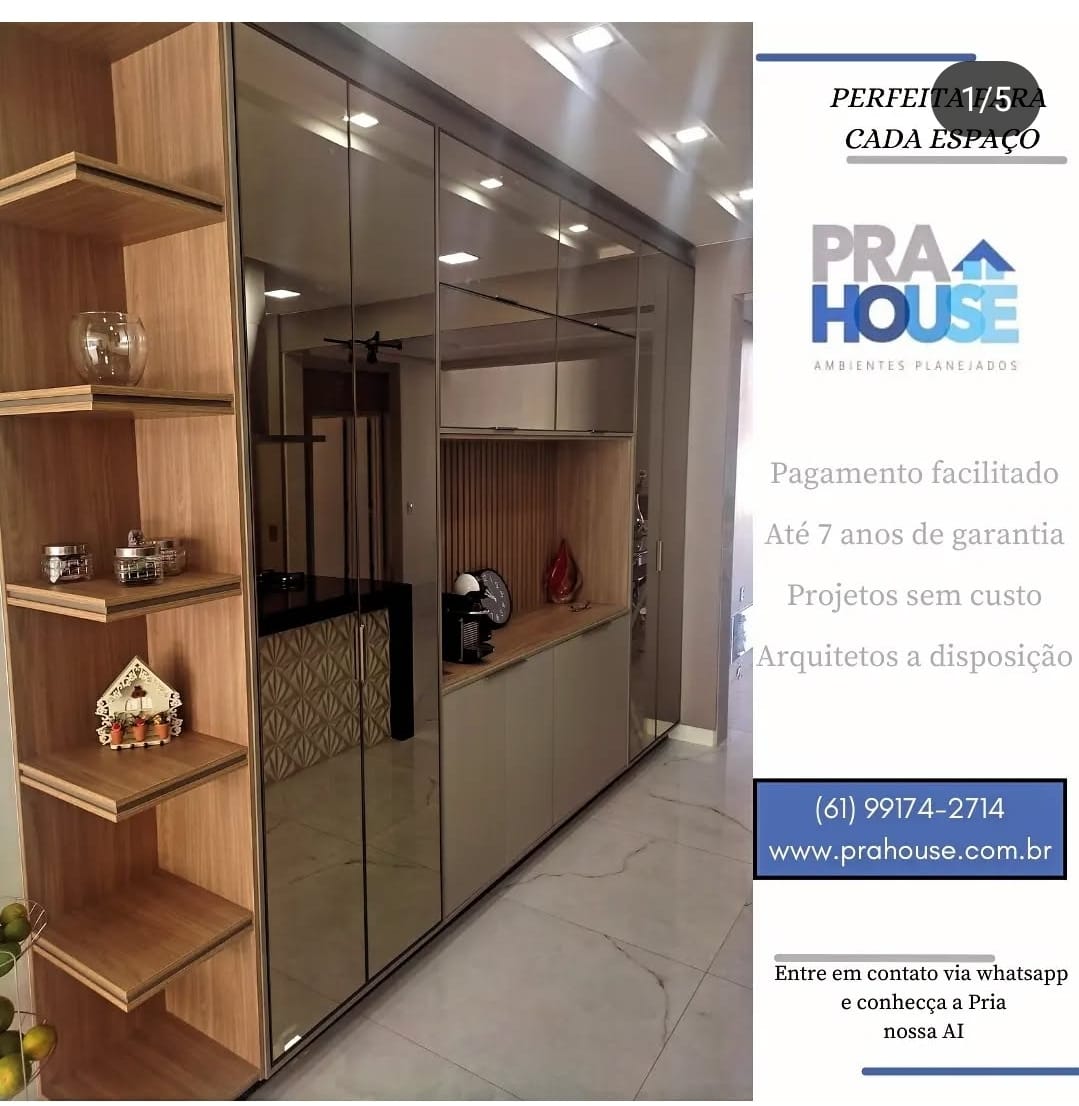 PERFEITA PARA
1/5
CADA ESPAÇO
PRA
HOUSE
AMBIENTES PLANEJADOS
Pagamento facilitado
Até 7 anos de garantia
Projetos sem custo
Arquitetos a disposição
(61) 99174-2714
www.prahouse.com.br
Entre em contato via whatsapp
e conhecça a Pria
nossa AI